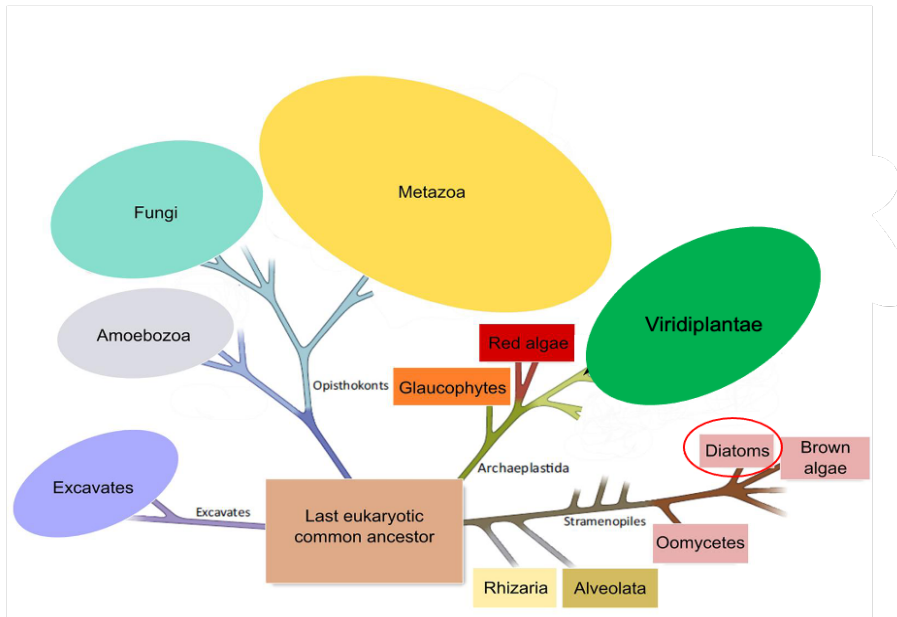 Metazoa
Fungi
Viridiplantae
Amoebozoa
Red algae
Opisthokonts
Glaucophytes
Diatoms
Brown
algae
Archaeplastida
Excavates
Excavates
Last eukaryotic
common ancestor
Stramenopiles
Oomycetes
Rhizaria
Alveolata